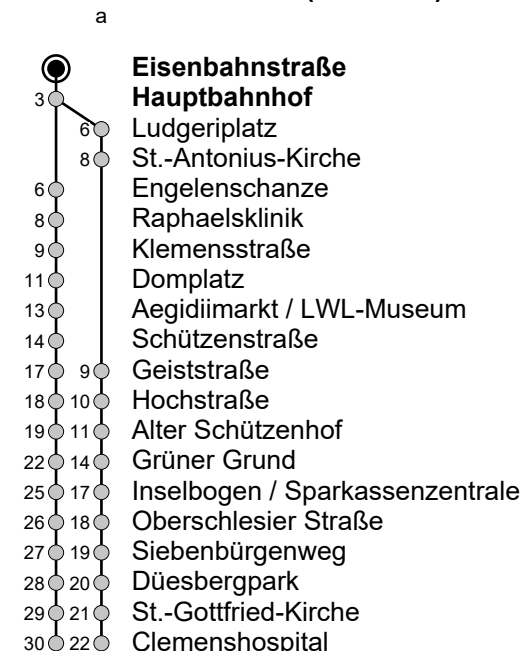 a
Eisenbahnstraße
3 Hauptbahnhof
6 Ludgeriplatz
8 St.-Antonius-Kirche
6 Engelenschanze
8 Raphaelsklinik
9 Klemensstraße
11 Domplatz
13 Aegidiimarkt / LWL-Museum
14 Schützenstraße
17 9 Geiststraße
18 10 Hochstraße
19 11 Alter Schützenhof
22 14 Grüner Grund
25 17 Inselbogen / Sparkassenzentrale
26 18 Oberschlesier Straße
27 19 Siebenbürgenweg
28 20 Düesbergpark
29 21 St.-Gottfried-Kirche
30 22 Clemenshospital